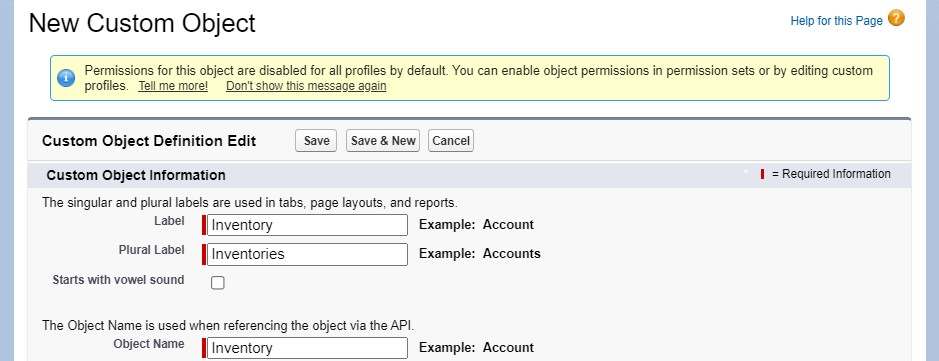 New Custom Object
Help for this Page ?
i
Permissions for this object are disabled for all profiles by default. You can enable object permissions in permission sets or by editing custom
profiles. Tell me more! Don't show this message again
Custom Object Definition Edit Save Save & New Cancel
Custom Object Information = Required Information
The singular and plural labels are used in tabs, page layouts, and reports.
Label Inventory Example: Account
Plural Label Inventories Example: Accounts
Starts with vowel sound
The Object Name is used when referencing the object via the API.
Object Name Inventory Example: Account